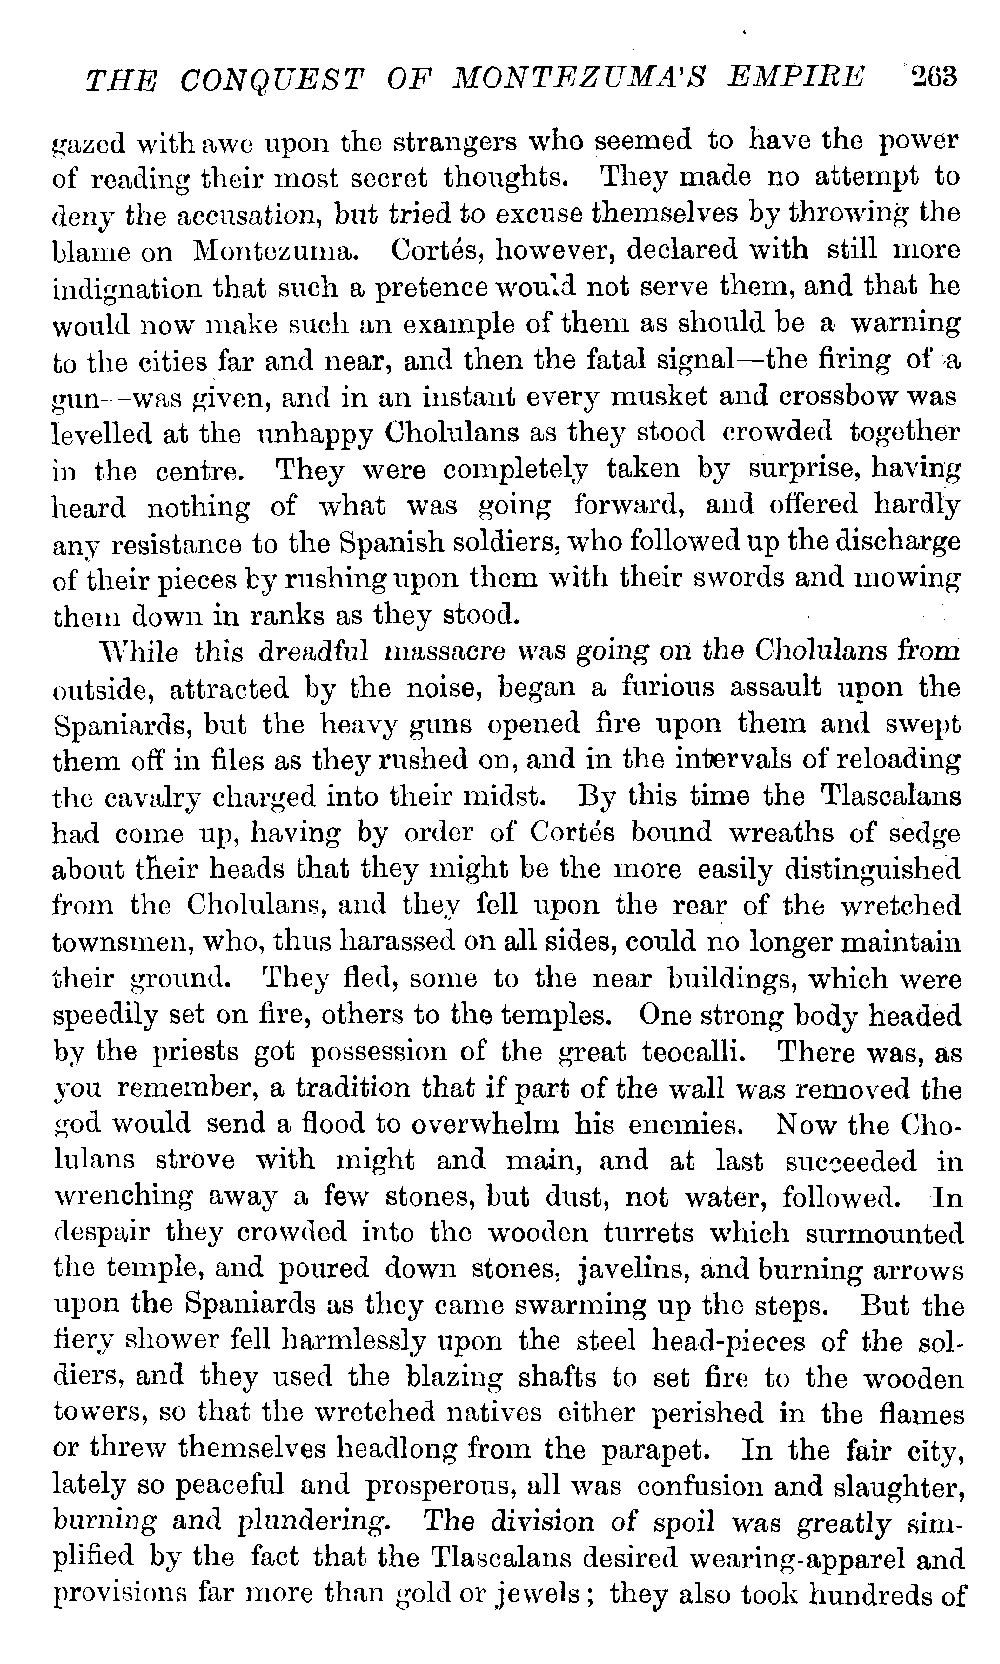 THE CONQUEST OF MONTEZUMA'S EMPIRE 263
gazed with awe upon the strangers who seemed to have the power
of reading their most secret thoughts. They made no attempt to
deny the accusation, but tried to excuse themselves by throwing the
blame on Montezuma. Cortés, however, declared with still more
indignation that such a pretence would not serve them, and that he
would now make such an example of them as should be a warning
to the cities far and near, and then the fatal signal—the firing of a
gun—was given, and in an instant every musket and crossbow was
levelled at the unhappy Cholulans as they stood crowded together
in the centre. They were completely taken by surprise, having
heard nothing of what was going forward, and offered hardly
any resistance to the Spanish soldiers, who followed up the discharge
of their pieces by rushing upon them with their swords and mowing
them down in ranks as they stood.
While this dreadful massacre was going on the Cholulans from
outside, attracted by the noise, began a furious assault upon the
Spaniards, but the heavy guns opened fire upon them and swept
them off in files as they rushed on, and in the intervals of reloading
the cavalry charged into their midst. By this time the Tlascalans
had come up, having by order of Cortés bound wreaths of sedge
about their heads that they might be the more easily distinguished
from the Cholulans, and they fell upon the rear of the wretched
townsmen, who, thus harassed on all sides, could no longer maintain
their ground. They fled, some to the near buildings, which were
speedily set on fire, others to the temples. One strong body headed
by the priests got possession of the great teocalli. There was, as
you remember, a tradition that if part of the wall was removed the
god would send a flood to overwhelm his enemies. Now the Cho-
lulans strove with might and main, and at last succeeded in
wrenching away a few stones, but dust, not water, followed. In
despair they crowded into the wooden turrets which surmounted
the temple, and poured down stones, javelins, and burning arrows
upon the Spaniards as they came swarming up the steps. But the
fiery shower fell harmlessly upon the steel head-pieces of the sol-
diers, and they used the blazing shafts to set fire to the wooden
towers, so that the wretched natives either perished in the flames
or threw themselves headlong from the parapet. In the fair city,
lately so peaceful and prosperous, all was confusion and slaughter,
burning and plundering. The division of spoil was greatly sim-
plified by the fact that the Tlascalans desired wearing-apparel and
provisions far more than gold or jewels; they also took hundreds of